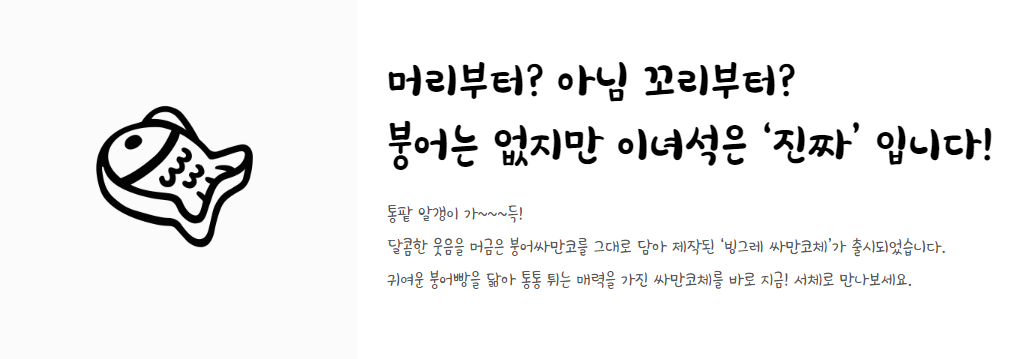 머리부터? 아님 꼬리부터?
붕어는 없지만 이녀석은 ‘진짜’ 입니다!
통팥 알갱이 가~~~득!
달콤한 웃음을 머금은 붕어싸만코를 그대로 담아 제작된 ‘빙그레 싸만코체’가 출시되었습니다.
귀여운 붕어빵을 닮아 통통 튀는 매력을 가진 싸만코체를 바로 지금! 서체로 만나보세요.